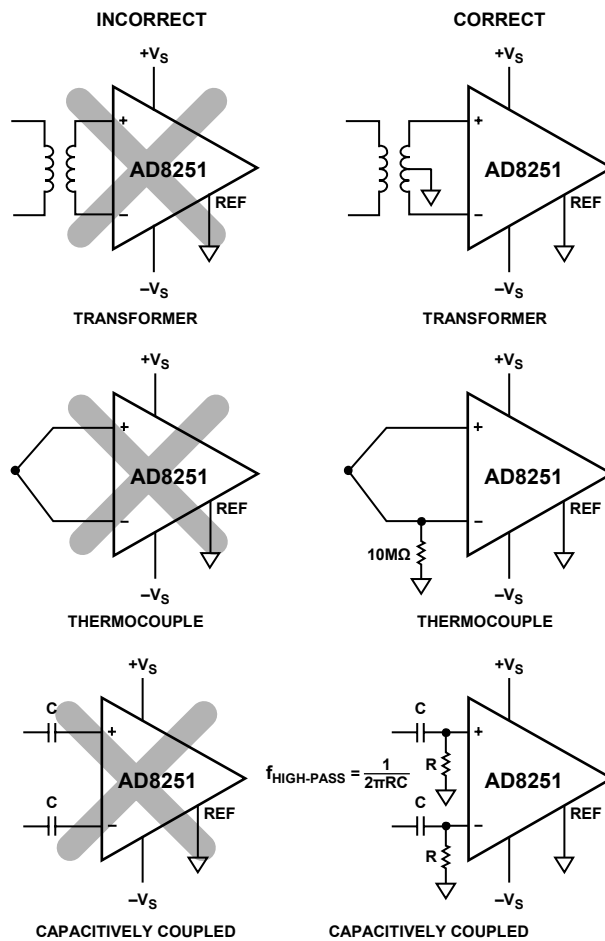 INCORRECT
CORRECT
+VS
+
AD8251
−
REF
−VS
TRANSFORMER
+VS
AD8251
REF
−VS
TRANSFORMER
+VS
+
AD8251
−
REF
−VS
THERMOCOUPLE
+VS
+
AD8251
−
REF
10MΩ
−VS
THERMOCOUPLE
+VS
C
+
AD8251
C
−
REF
−VS
CAPACITIVELY COUPLED
fHIGH-PASS = 1
2πRC
+VS
C
+
R
AD8251
C
−
REF
R
−VS
CAPACITIVELY COUPLED